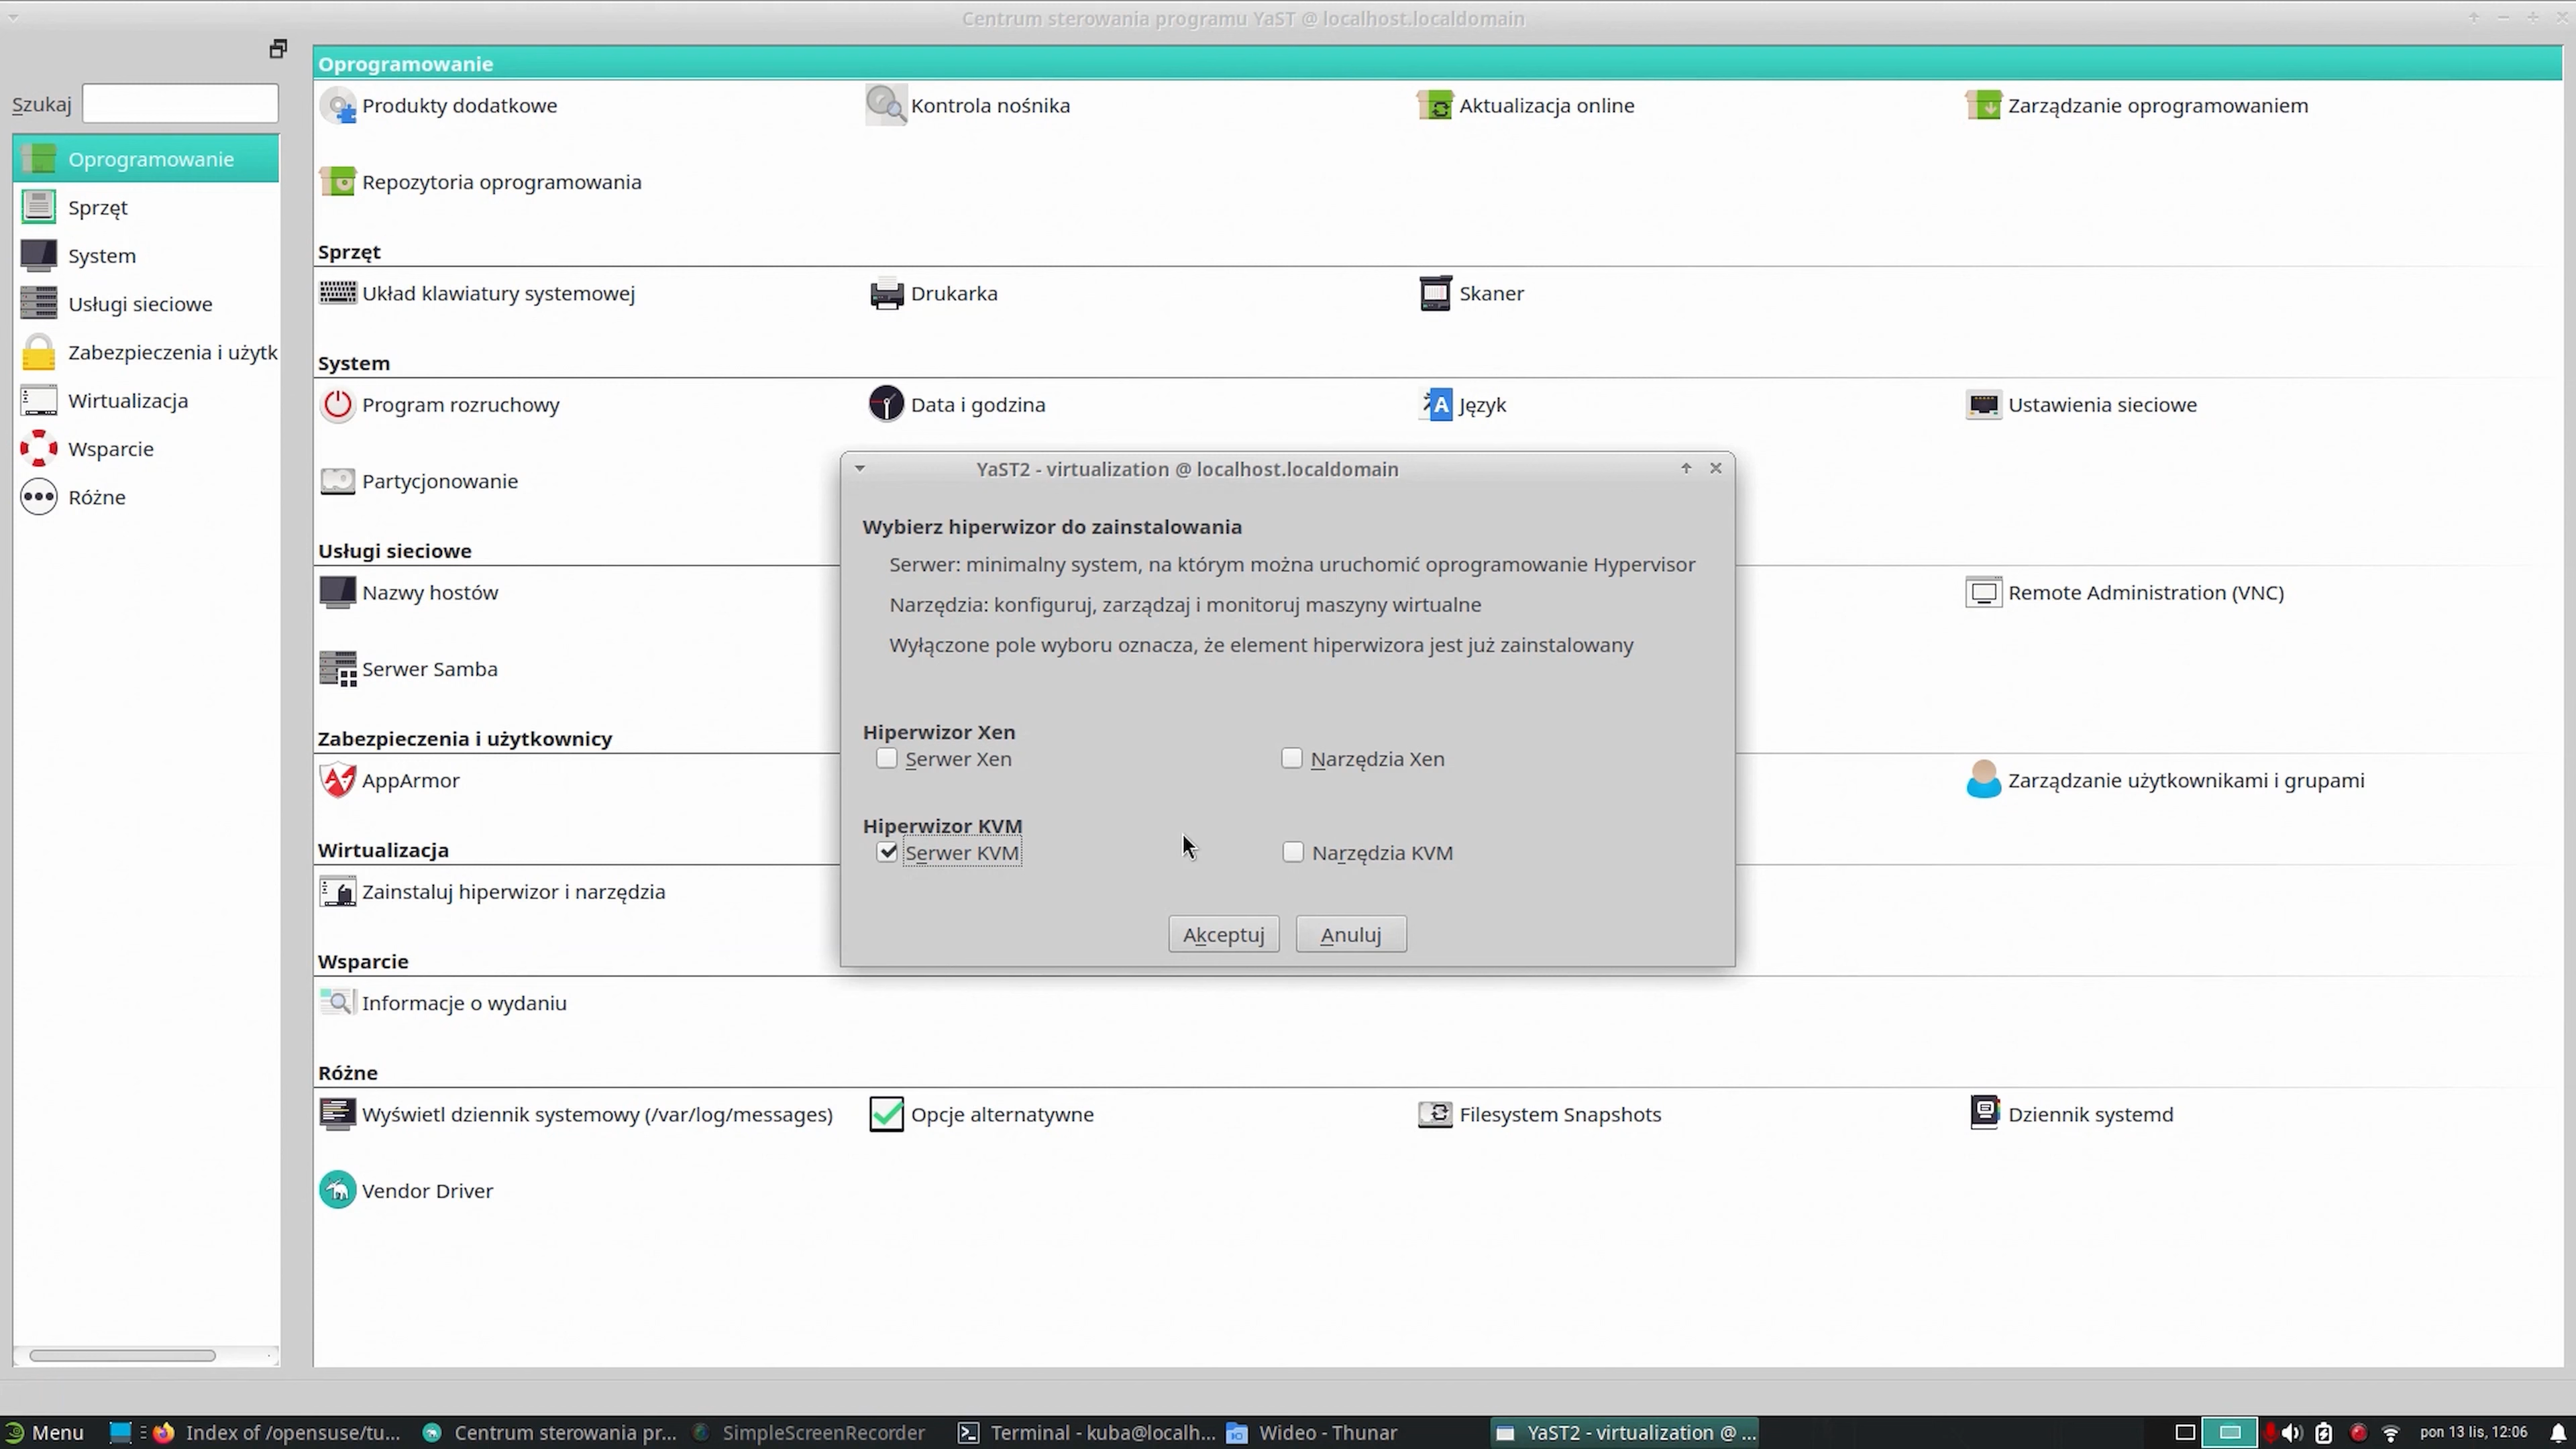 Centrum sterowania programu YaST @ localhost.localdomain
Szukaj
Oprogramowanie
Sprzęt
System
Usługi sieciowe
Zabezpieczenia i użytk
Wirtualizacja
Wsparcie
Różne
Oprogramowanie
Produkty dodatkowe
Kontrola nośnika
Aktualizacja online
Zarządzanie oprogramowaniem
Repozytoria oprogramowania
Sprzęt
Układ klawiatury systemowej
Drukarka
Skaner
System
Program rozruchowy
Data i godzina
Język
Ustawienia sieciowe
Partycjonowanie
Usługi sieciowe
Nazwy hostów
Remote Administration (VNC)
Serwer Samba
Zabezpieczenia i użytkownicy
AppArmor
Zarządzanie użytkownikami i grupami
Wirtualizacja
Zainstaluj hiperwizor i narzędzia
Wsparcie
Informacje o wydaniu
Różne
Wyświetl dziennik systemowy (/var/log/messages)
Opcje alternatywne
Filesystem Snapshots
Dziennik systemd
Vendor Driver
YaST2 - virtualization @ localhost.localdomain
Wybierz hiperwizor do zainstalowania
Serwer: minimalny system, na którym można uruchomić oprogramowanie Hypervisor
Narzędzia: konfiguruj, zarządzaj i monitoruj maszyny wirtualne
Wyłączone pole wyboru oznacza, że element hiperwizora jest już zainstalowany
Hiperwizor Xen
Serwer Xen
Narzędzia Xen
Hiperwizor KVM
Serwer KVM
Narzędzia KVM
Akceptuj
Anuluj
Menu
Index of /opensuse/tu...
Centrum sterowania pr...
SimpleScreenRecorder
Terminal - kuba@localh...
Wideo - Thunar
YaST2 - virtualization @ ...
pon 13 lis, 12:06